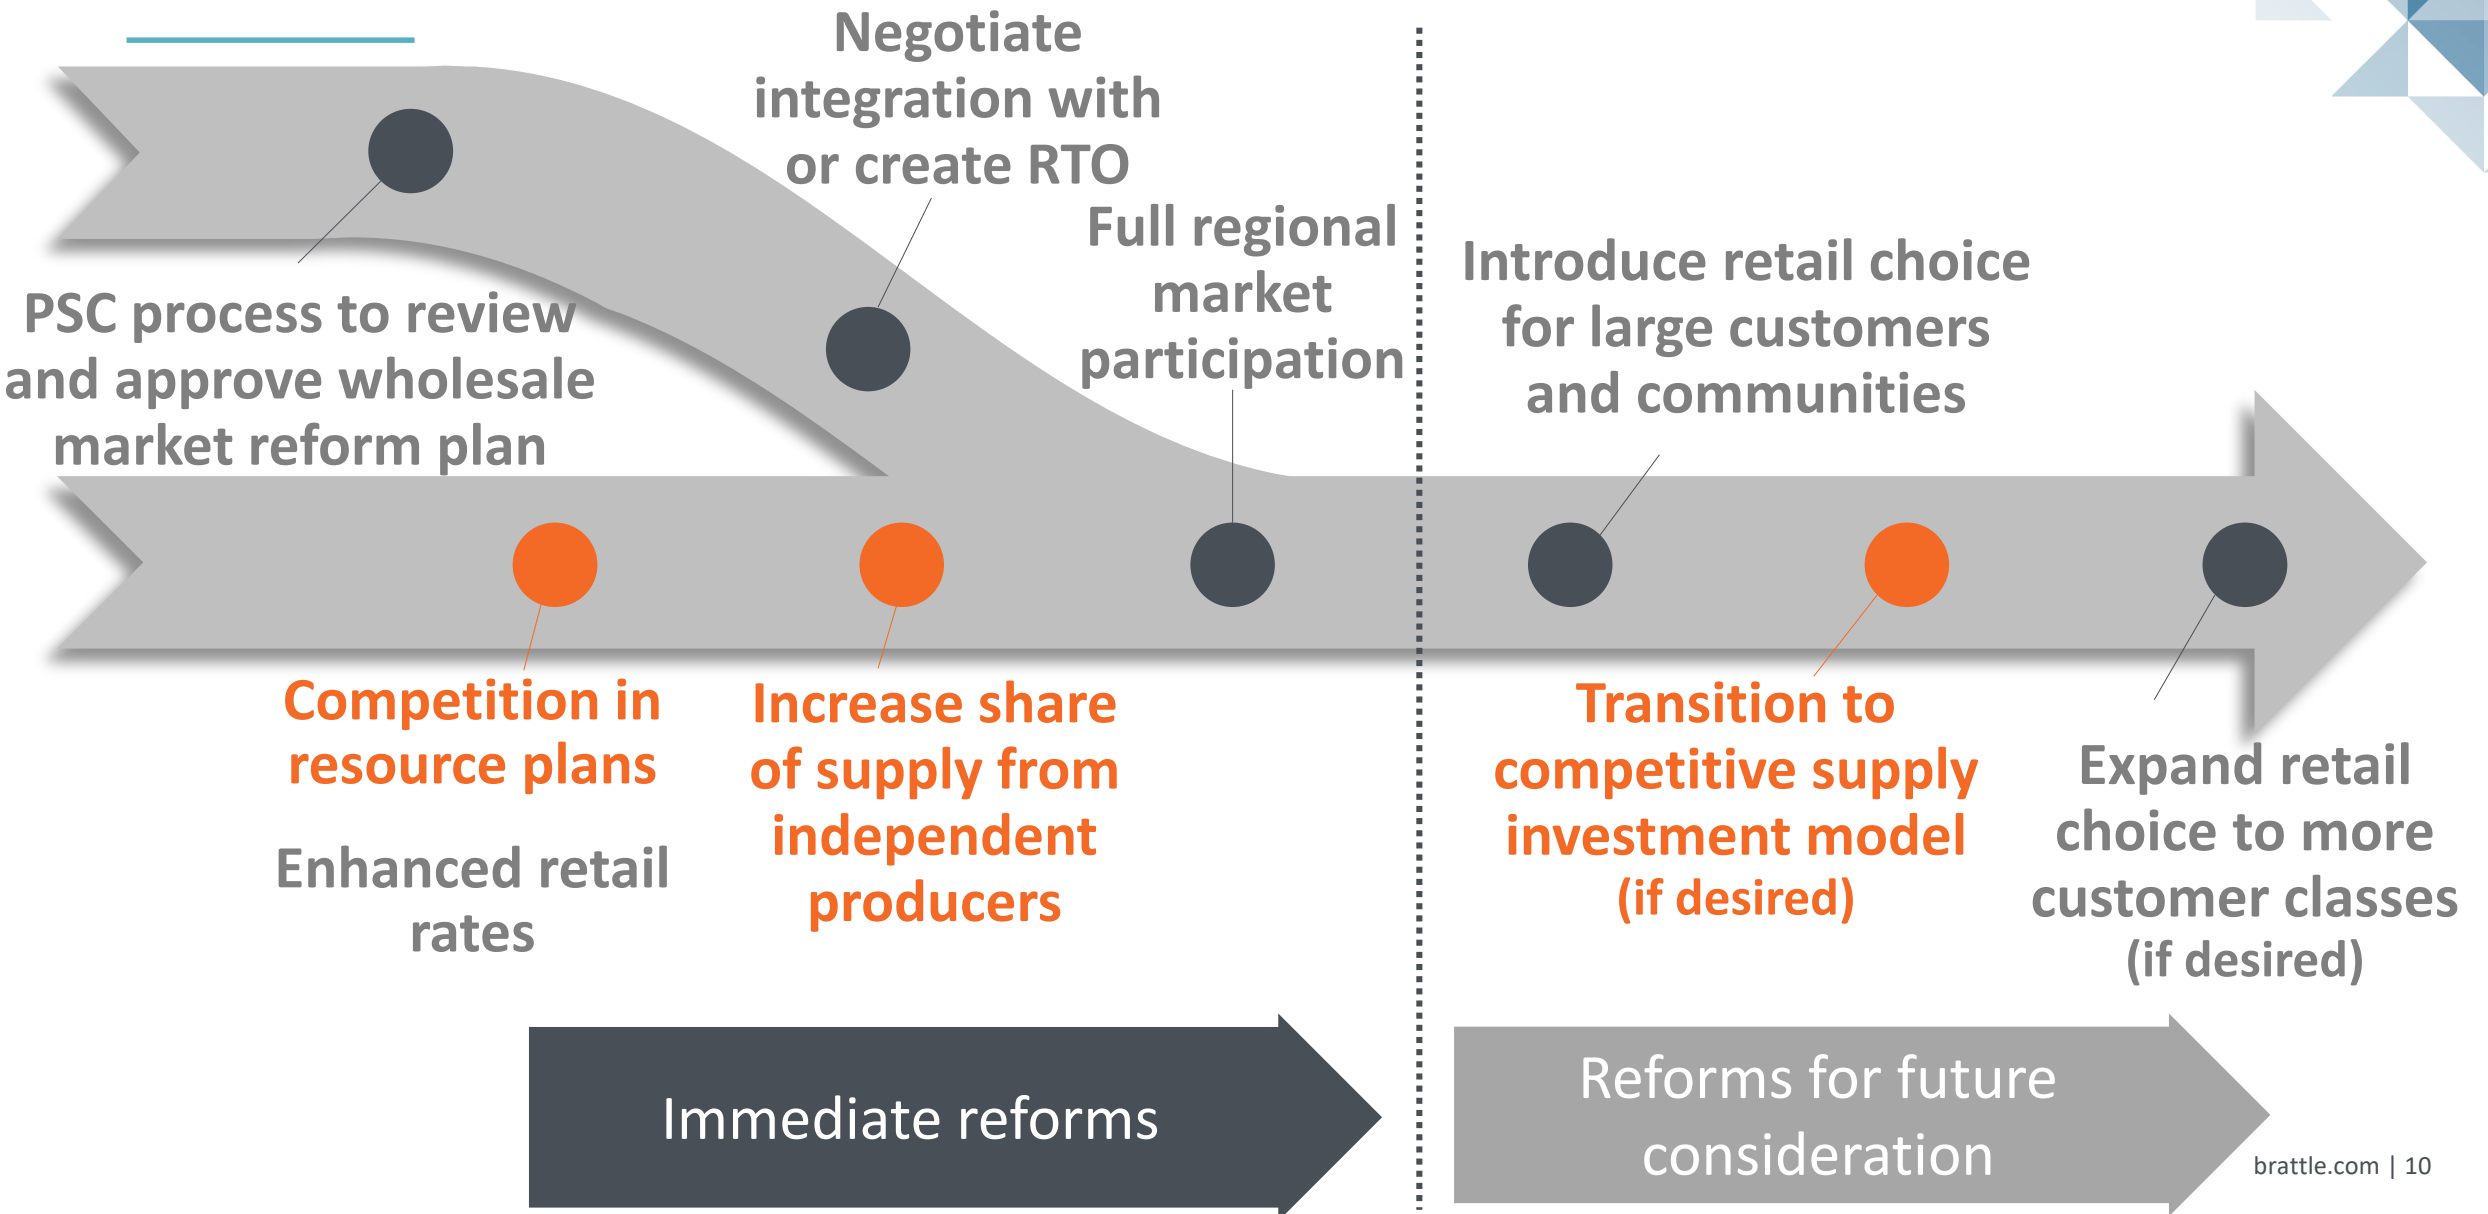 Negotiate
integration with
or create RTO
Full regional
market
participation
Introduce retail choice
for large customers
and communities
PSC process to review
and approve wholesale
market reform plan
Competition in
resource plans
Enhanced retail
rates
Increase share
of supply from
independent
producers
Transition to
competitive supply
investment model
(if desired)
Expand retail
choice to more
customer classes
(if desired)
Immediate reforms
Reforms for future
consideration
brattle.com | 10